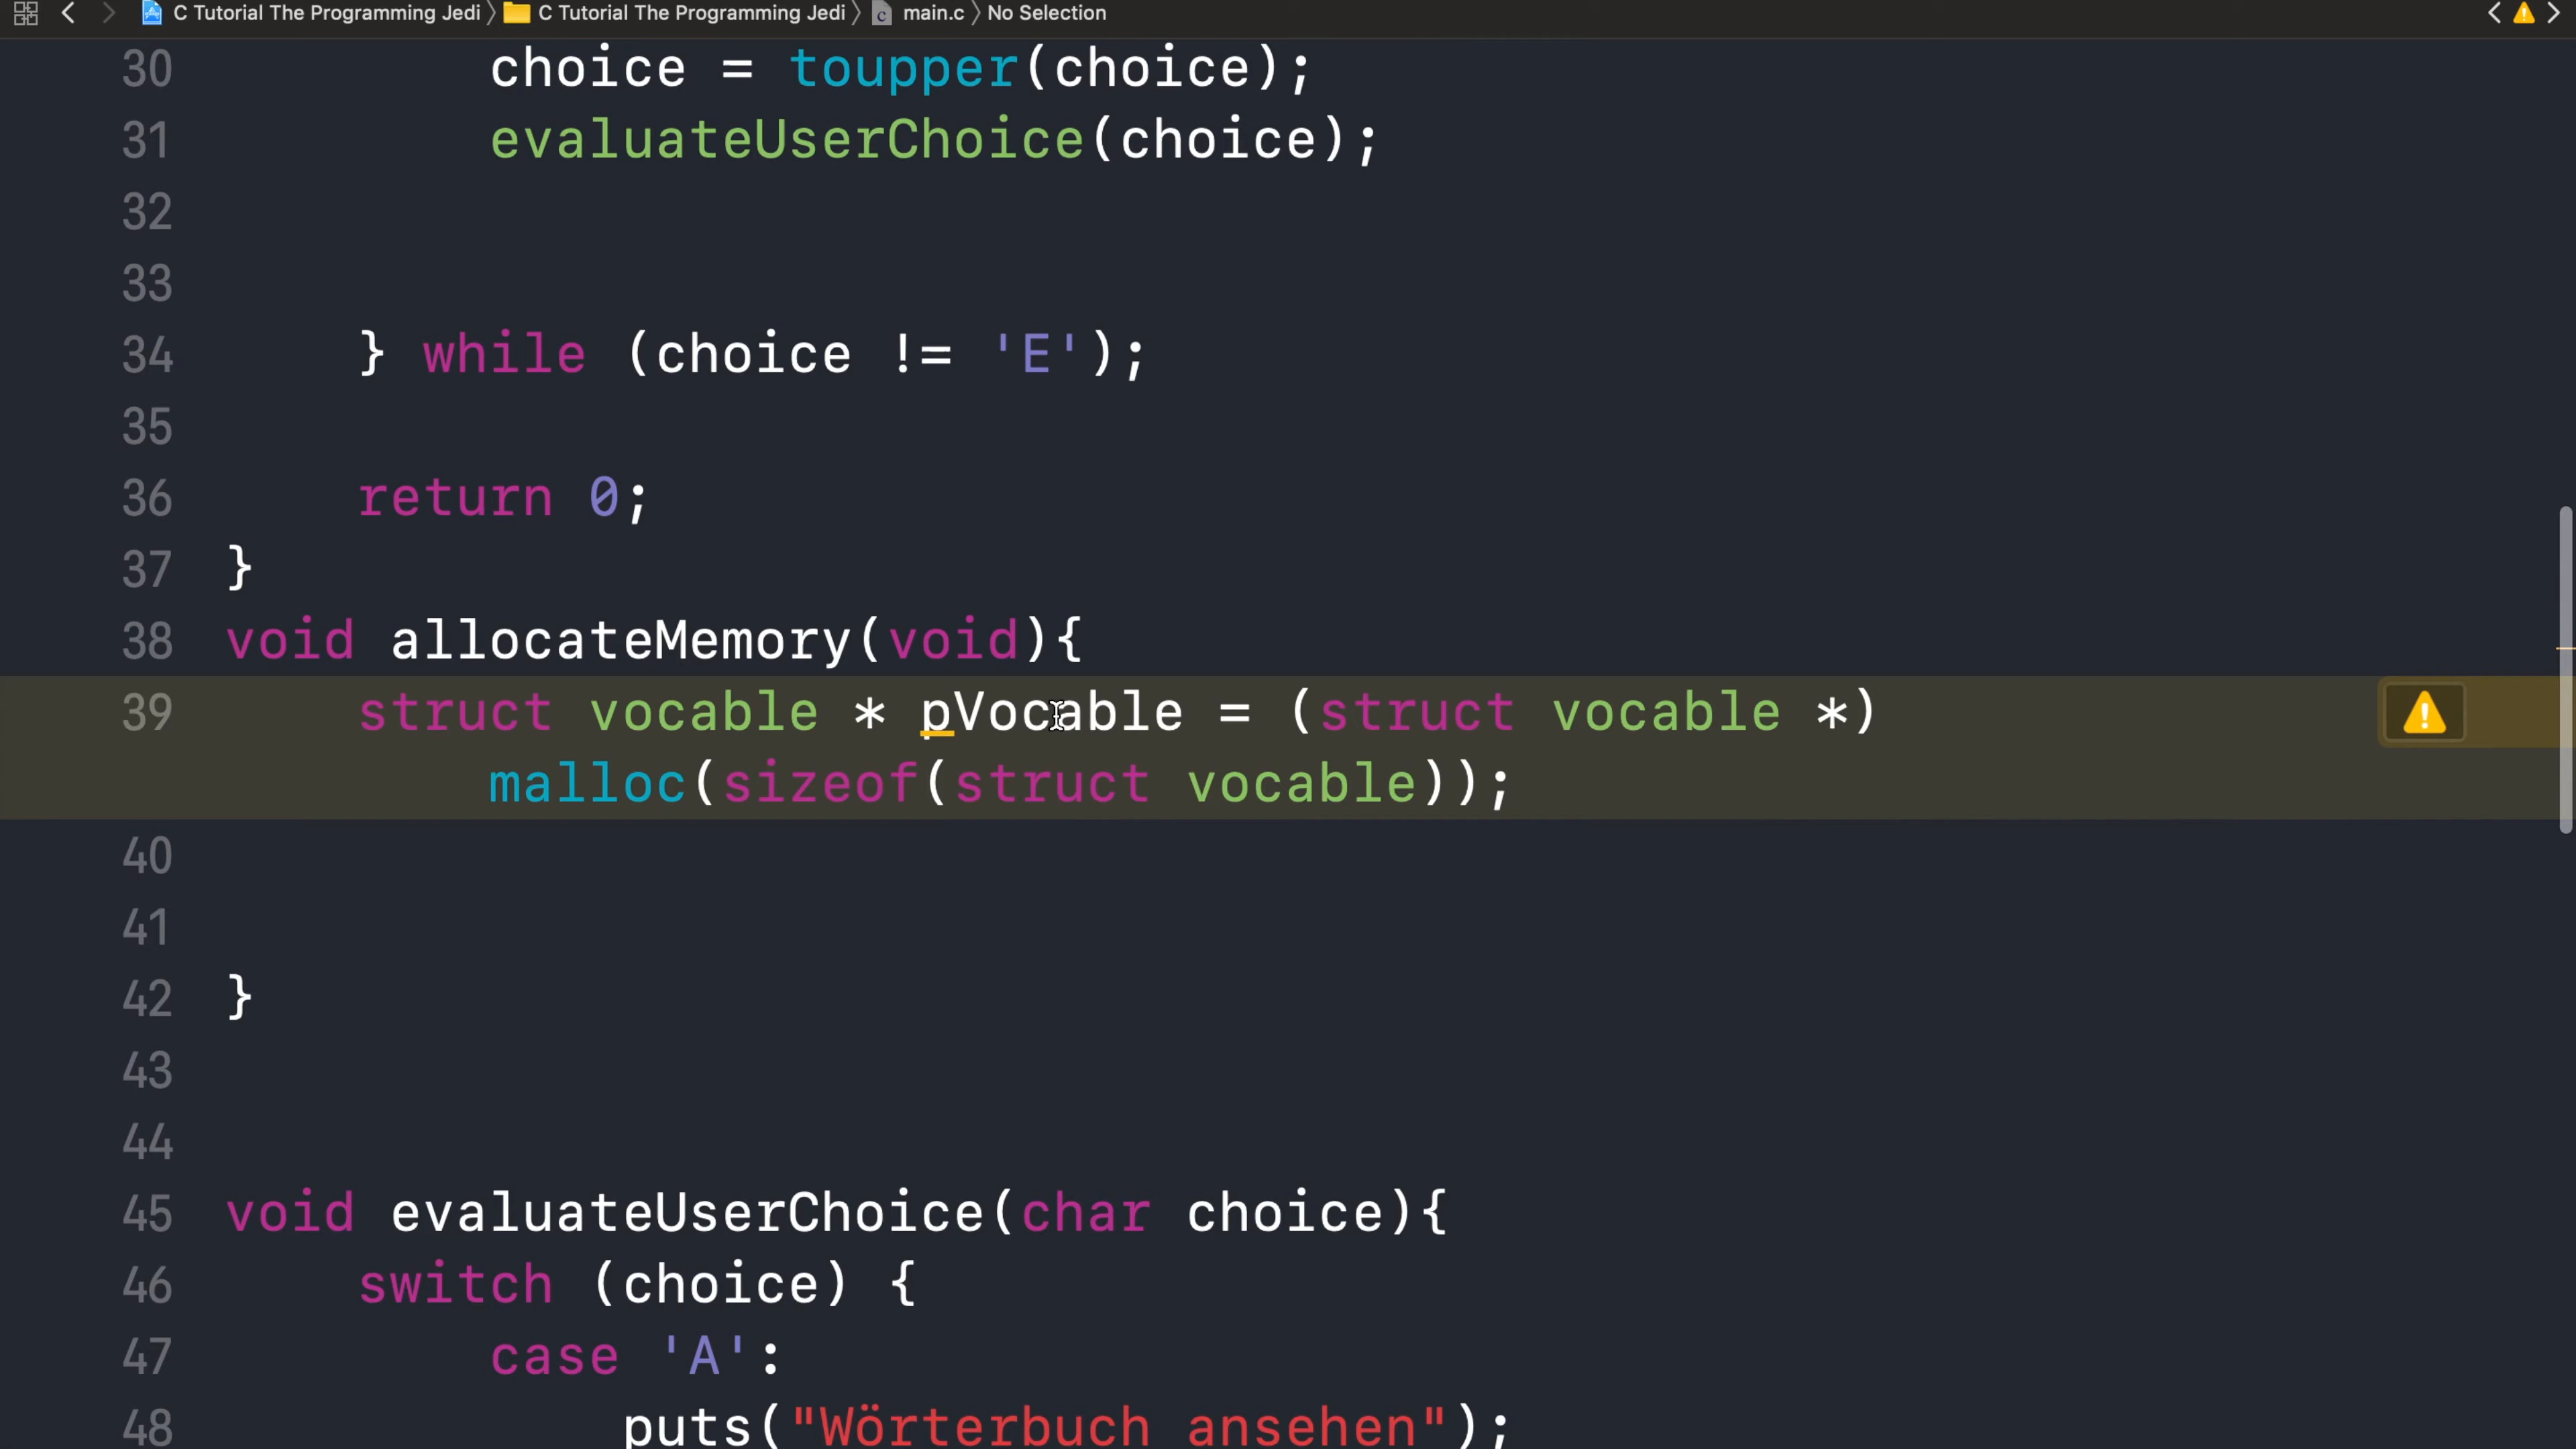 C Tutorial The Programming Jedi 〉 C Tutorial The Programming Jedi 〉 main.c 〉 No Selection
30 choice = toupper(choice);
31 evaluateUserChoice(choice);
32
33
34 } while (choice != 'E');
35
36 return 0;
37 }
38 void allocateMemory(void){
39 struct vocable * pVocable = (struct vocable *)
malloc(sizeof(struct vocable));
40
41
42 }
43
44
45 void evaluateUserChoice(char choice){
46 switch (choice) {
47 case 'A':
48 puts("Wörterbuch ansehen");